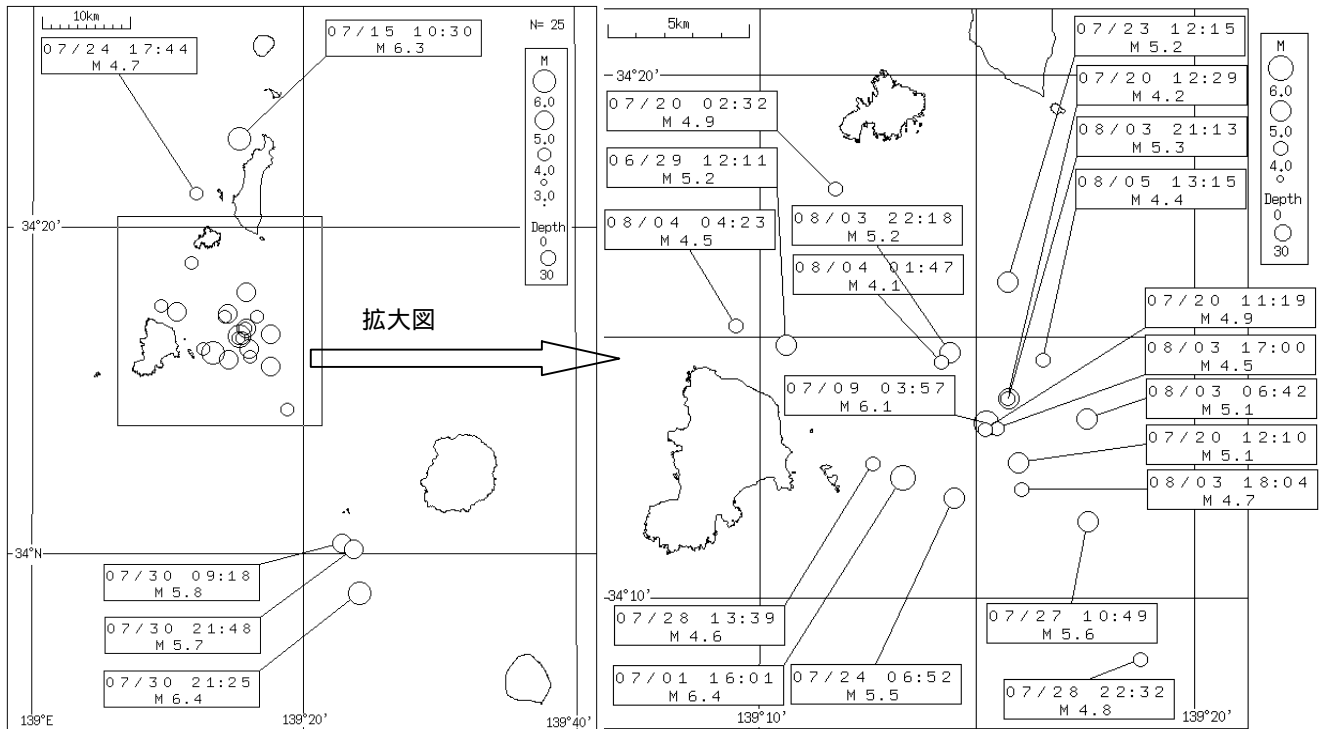 10km
N= 25
07/24 17:44
M 4.7
07/15 10:30
M 6.3
M
6.0
5.0
4.0
3.0
Depth
0
30
34°20'
34°N
07/30 09:18
M 5.8
07/30 21:48
M 5.7
07/30 21:25
M 6.4
139°E
139°20'
139°40'
拡大図
5km
34°20'
07/20 02:32
M 4.9
06/29 12:11
M 5.2
08/04 04:23
M 4.5
08/03 22:18
M 5.2
08/04 01:47
M 4.1
07/09 03:57
M 6.1
07/23 12:15
M 5.2
07/20 12:29
M 4.2
08/03 21:13
M 5.3
08/05 13:15
M 4.4
M
6.0
5.0
4.0
Depth
0
30
07/20 11:19
M 4.9
08/03 17:00
M 4.5
08/03 06:42
M 5.1
07/20 12:10
M 5.1
08/03 18:04
M 4.7
34°10'
07/28 13:39
M 4.6
07/01 16:01
M 6.4
07/24 06:52
M 5.5
07/27 10:49
M 5.6
07/28 22:32
M 4.8
139°10'
139°20'